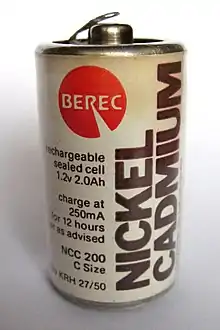 BEREC
rechargeable
sealed cell
1.2v 2.0Ah
charge at
250mA
for 12 hours
as advised
NCC 200
C Size
KRH 27/50
NICKEL
CADMIUM